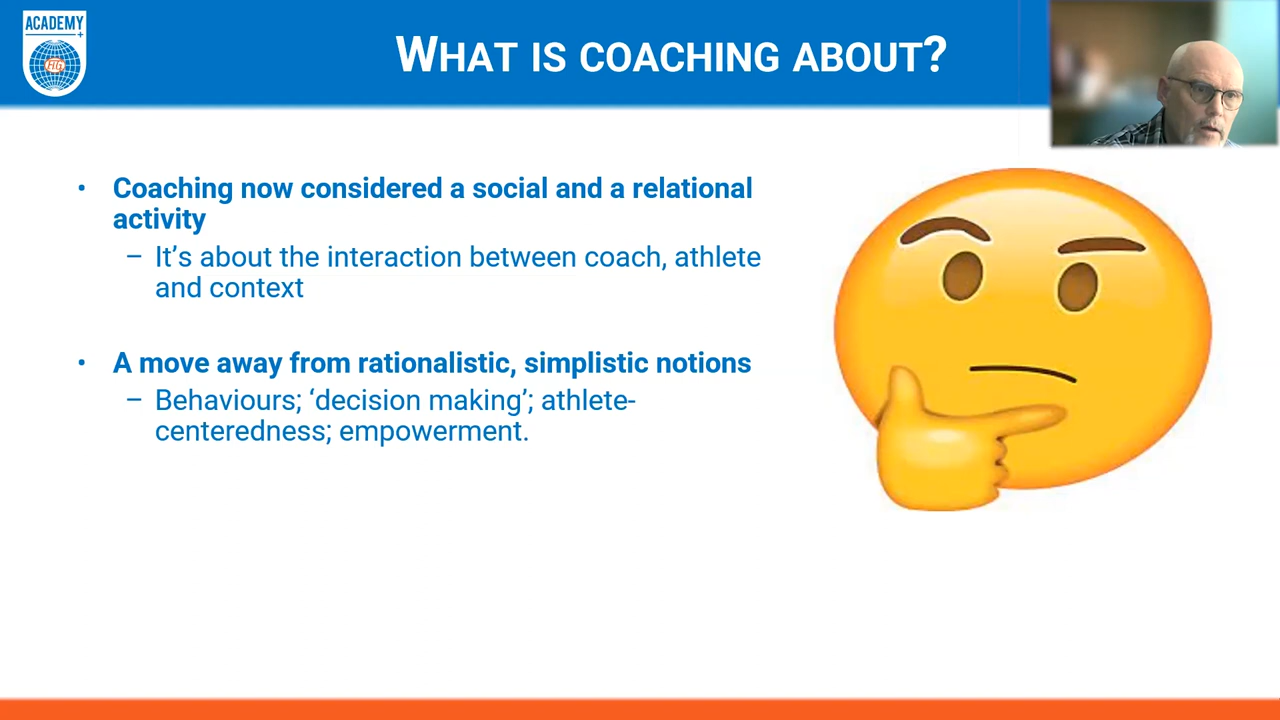 ACADEMY
+
FIG
WHAT IS COACHING ABOUT?
• Coaching now considered a social and a relational
activity
– It’s about the interaction between coach, athlete
and context
• A move away from rationalistic, simplistic notions
– Behaviours; ‘decision making’; athlete-
centeredness; empowerment.